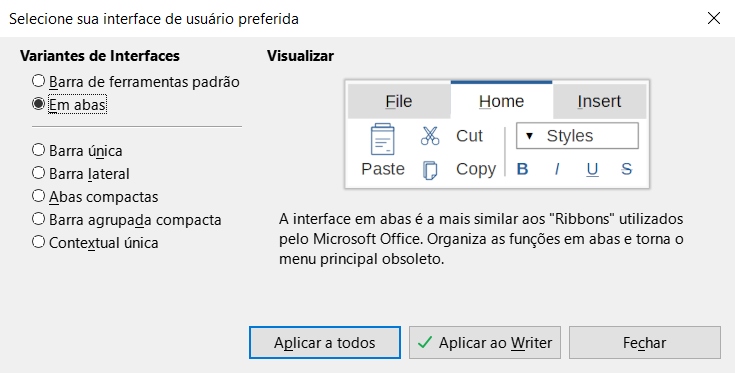 Selecione sua interface de usuário preferida
Variantes de Interfaces
Barra de ferramentas padrão
Em abas
Barra única
Barra lateral
Abas compactas
Barra agrupada compacta
Contextual única
Visualizar
File Home Insert
Cut Styles
Paste Copy B I U S
A interface em abas é a mais similar aos "Ribbons" utilizados
pelo Microsoft Office. Organiza as funções em abas e torna o
menu principal obsoleto.
Aplicar a todos Aplicar ao Writer Fechar